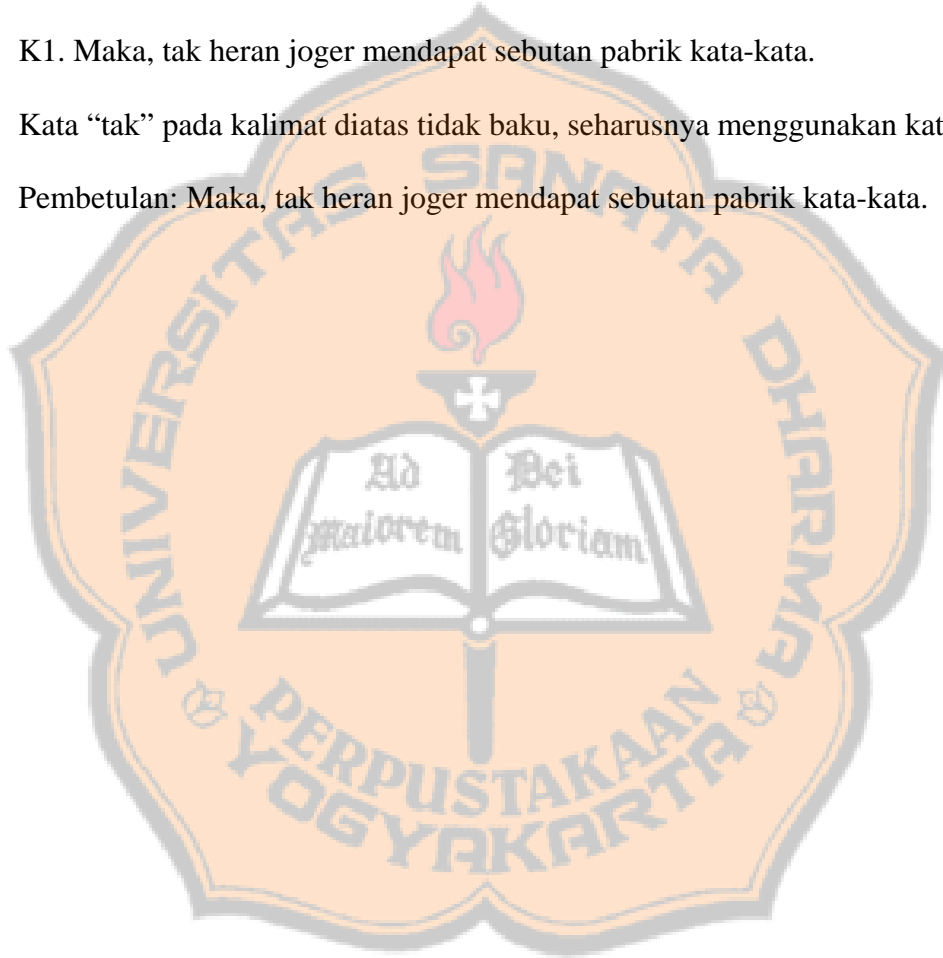 K1. Maka, tak heran joger mendapat sebutan pabrik kata-kata.
Kata “tak” pada kalimat diatas tidak baku, seharusnya menggunakan kat
Pembetulan: Maka, tak heran joger mendapat sebutan pabrik kata-kata.
UNIVERSITAS SANATA DHARMA
Ad Dei
Maiorem Gloriam
PERPUSTAKAAN
YOGYAKARTA